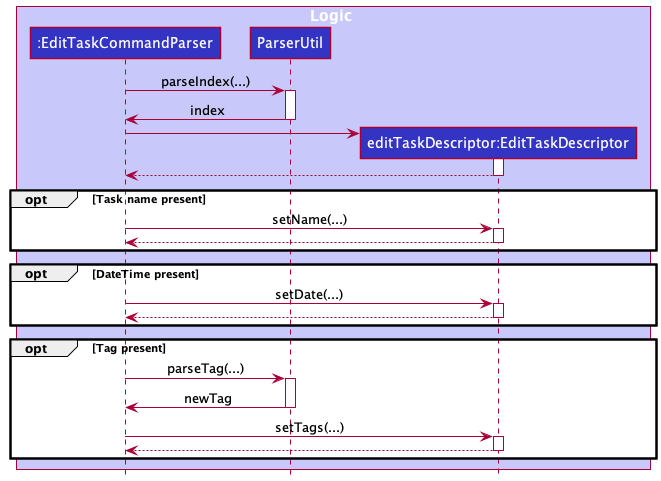 Logic
:EditTaskCommandParser
ParserUtil
parseIndex(...)
index
editTaskDescriptor:EditTaskDescriptor
opt
[Task name present]
setName(...)
opt
[DateTime present]
setDate(...)
opt
[Tag present]
parseTag(...)
newTag
setTags(...)